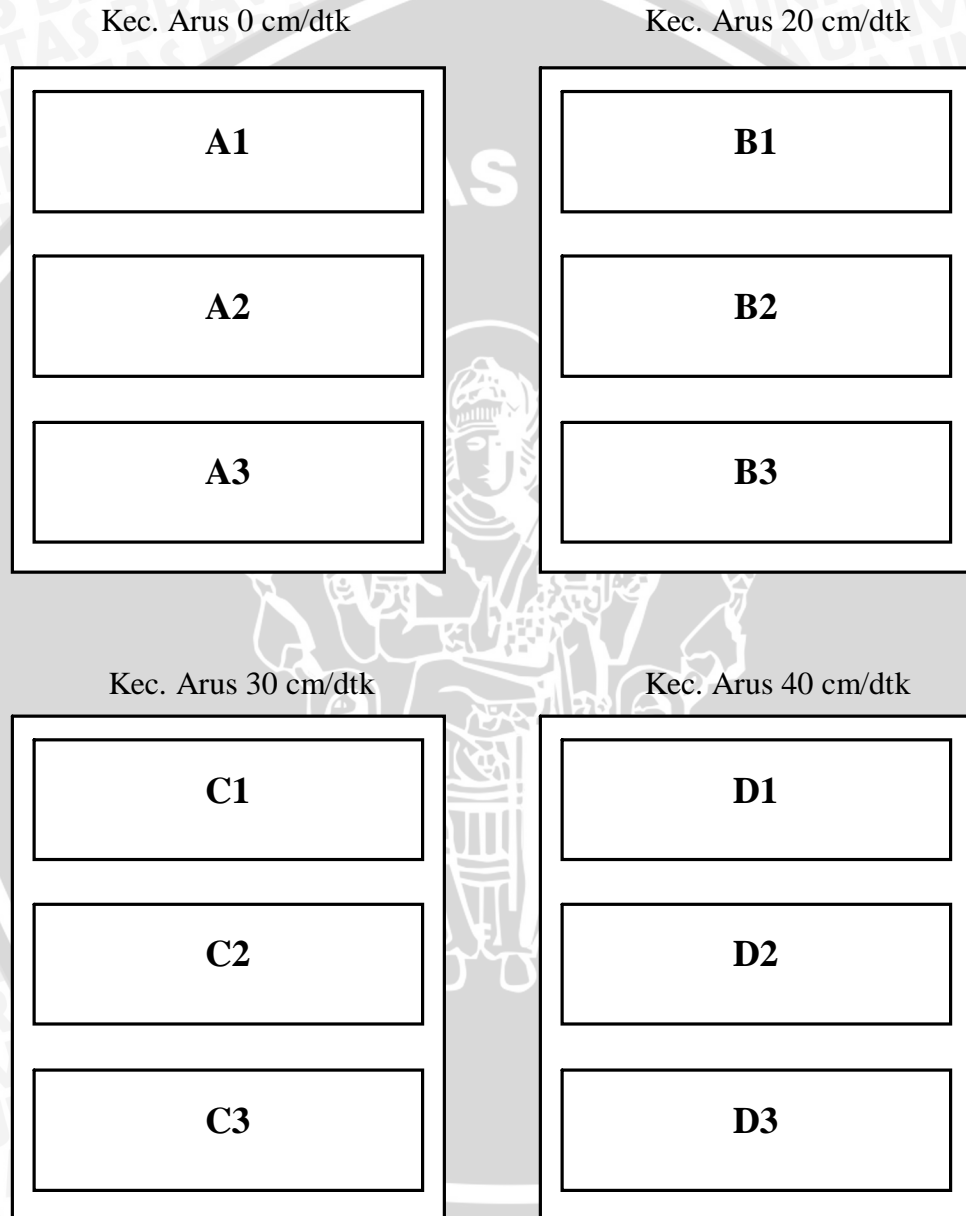 Kec. Arus 0 cm/dtk
Kec. Arus 20 cm/dtk
A1
B1
A2
B2
A3
B3
Kec. Arus 30 cm/dtk
Kec. Arus 40 cm/dtk
C1
D1
C2
D2
C3
D3